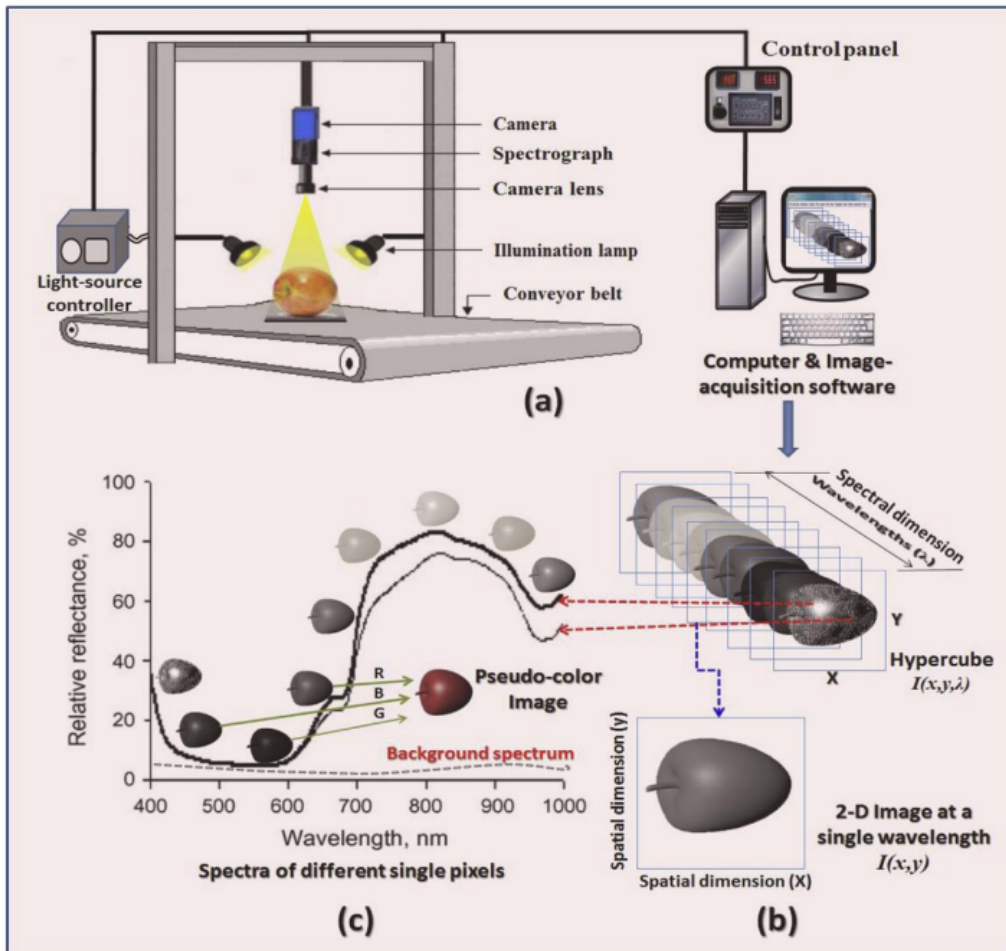 Control panel
Camera
Spectrograph
Camera lens
Illumination lamp
Light-source
controller
Conveyor belt
Computer & Image-
acquisition software
(a)
Spectral dimension
Wavelengths (λ)
Y
X
Hypercube
I(x,y,λ)
Spatial dimension (y)
Spatial dimension (X)
2-D Image at a
single wavelength
I(x,y)
(b)
Relative reflectance, %
100
80
60
40
20
0
R
B
G
Pseudo-color
Image
Background spectrum
400 500 600 700 800 900 1000
Wavelength, nm
Spectra of different single pixels
(c)